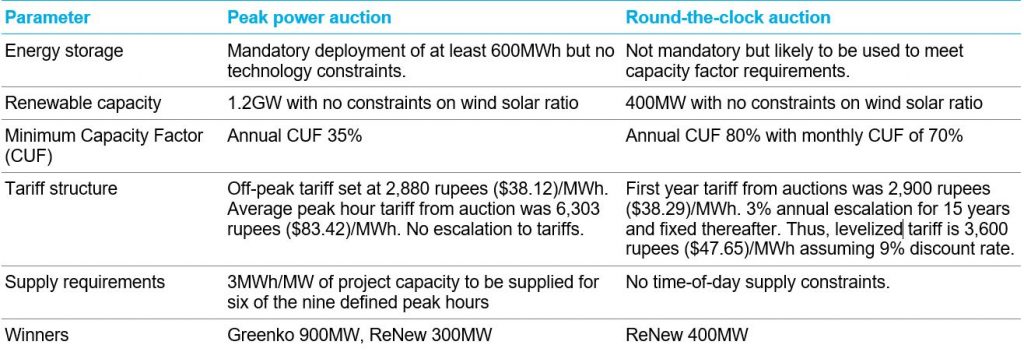 Parameter Peak power auction Round-the-clock auction
Energy storage Mandatory deployment of at least 600MWh but no Not mandatory but likely to be used to meet
technology constraints. capacity factor requirements.
Renewable capacity 1.2GW with no constraints on wind solar ratio 400MW with no constraints on wind solar ratio
Minimum Capacity Factor Annual CUF 35% Annual CUF 80% with monthly CUF of 70%
(CUF)
Tariff structure Off-peak tariff set at 2,880 rupees ($38.12)/MWh. First year tariff from auctions was 2,900 rupees
Average peak hour tariff from auction was 6,303 ($38.29)/MWh. 3% annual escalation for 15 years
rupees ($83.42)/MWh. No escalation to tariffs. and fixed thereafter. Thus, levelized tariff is 3,600
rupees ($47.65)/MWh assuming 9% discount rate.
Supply requirements 3MWh/MW of project capacity to be supplied for No time-of-day supply constraints.
six of the nine defined peak hours
Winners Greenko 900MW, ReNew 300MW ReNew 400MW